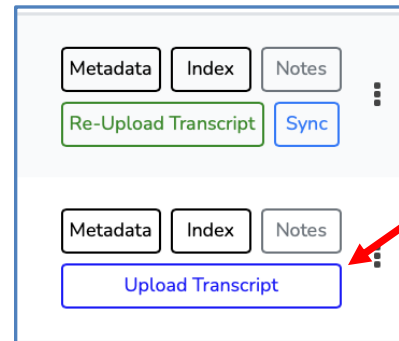 Metadata Index Notes
Re-Upload Transcript Sync
Metadata Index Notes
Upload Transcript